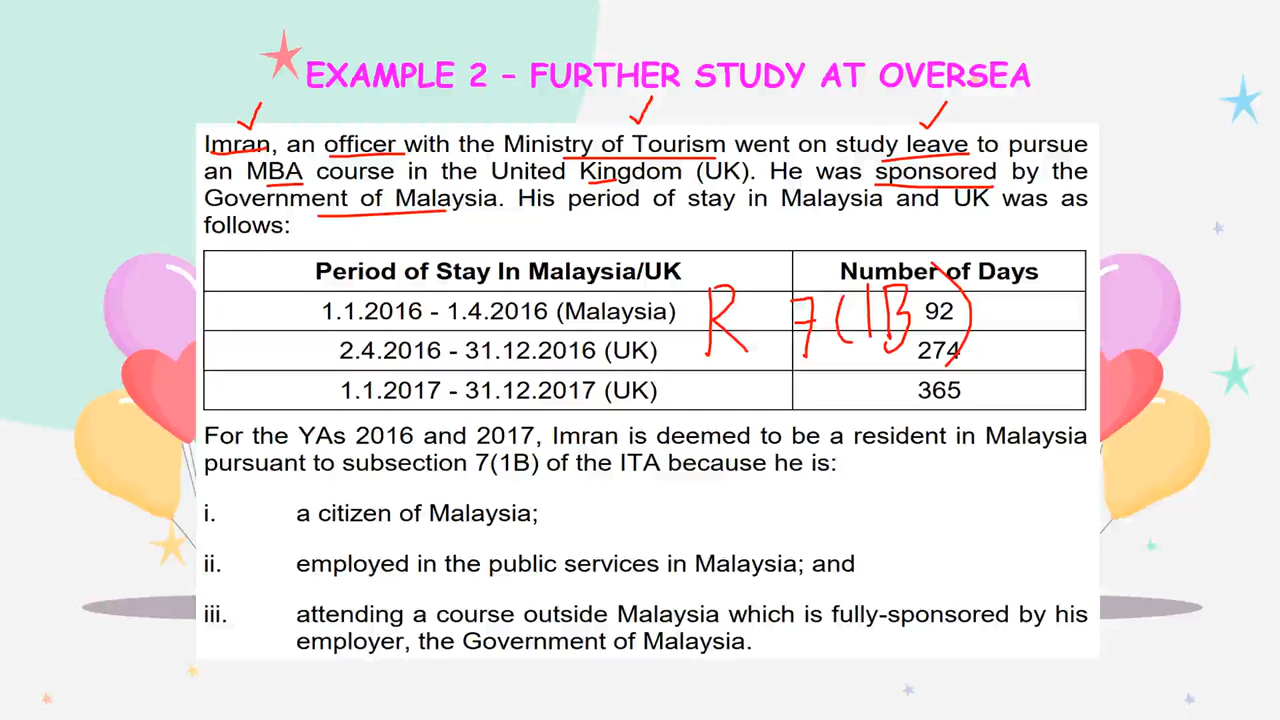 EXAMPLE 2 – FURTHER STUDY AT OVERSEA
Imran, an officer with the Ministry of Tourism went on study leave to pursue
an MBA course in the United Kingdom (UK). He was sponsored by the
Government of Malaysia. His period of stay in Malaysia and UK was as
follows:
Period of Stay In Malaysia/UK Number of Days
1.1.2016 - 1.4.2016 (Malaysia) 92
R 7(1B)
2.4.2016 - 31.12.2016 (UK) 274
1.1.2017 - 31.12.2017 (UK) 365
For the YAs 2016 and 2017, Imran is deemed to be a resident in Malaysia
pursuant to subsection 7(1B) of the ITA because he is:
i. a citizen of Malaysia;
ii. employed in the public services in Malaysia; and
iii. attending a course outside Malaysia which is fully-sponsored by his
employer, the Government of Malaysia.